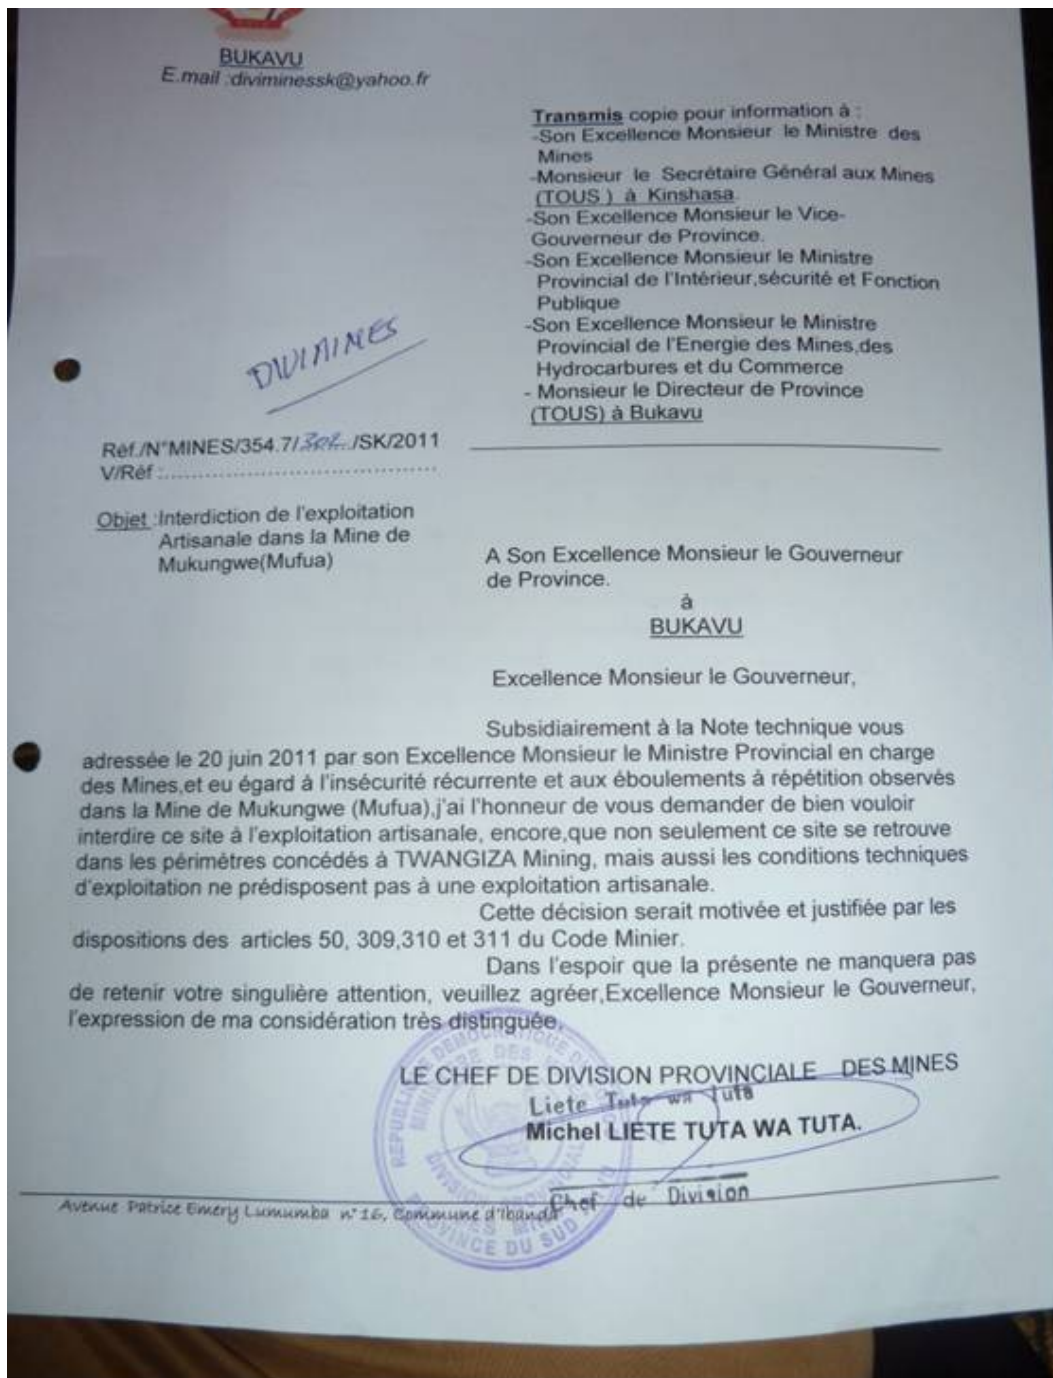 BUKAVU
E.mail :diviminessk@yahoo.fr
Transmis copie pour information à :
-Son Excellence Monsieur le Ministre des
Mines
-Monsieur le Secrétaire Général aux Mines
(TOUS ) à Kinshasa.
-Son Excellence Monsieur le Vice-
Gouverneur de Province.
-Son Excellence Monsieur le Ministre
Provincial de l'Intérieur,sécurité et Fonction
Publique
-Son Excellence Monsieur le Ministre
Provincial de l'Energie des Mines,des
Hydrocarbures et du Commerce
- Monsieur le Directeur de Province
(TOUS) à Bukavu
DIVIMINES
Réf./N°MINES/354.7/ /SK/2011
V/Réf :..........................................
Objet :Interdiction de l'exploitation
Artisanale dans la Mine de
Mukungwe(Mufua)
A Son Excellence Monsieur le Gouverneur
de Province.
à
BUKAVU
Excellence Monsieur le Gouverneur,
Subsidiairement à la Note technique vous
adressée le 20 juin 2011 par son Excellence Monsieur le Ministre Provincial en charge
des Mines,et eu égard à l'insécurité récurrente et aux éboulements à répétition observés
dans la Mine de Mukungwe (Mufua),j'ai l'honneur de vous demander de bien vouloir
interdire ce site à l'exploitation artisanale, encore,que non seulement ce site se retrouve
dans les périmètres concédés à TWANGIZA Mining, mais aussi les conditions techniques
d'exploitation ne prédisposent pas à une exploitation artisanale.
Cette décision serait motivée et justifiée par les
dispositions des articles 50, 309,310 et 311 du Code Minier.
Dans l'espoir que la présente ne manquera pas
de retenir votre singulière attention, veuillez agréer,Excellence Monsieur le Gouverneur,
l'expression de ma considération très distinguée.
LE CHEF DE DIVISION PROVINCIALE DES MINES
Liete Tuta wa Tuta
Michel LIETE TUTA WA TUTA.
Chef de Division
Avenue Patrice Emery Lumumba n°16, Commune d'Ibanda
REPUBLIQUE DEMOCRATIQUE DU
MINISTERE DES
DIVISION PROVINCIALE
PROVINCE DU SUD